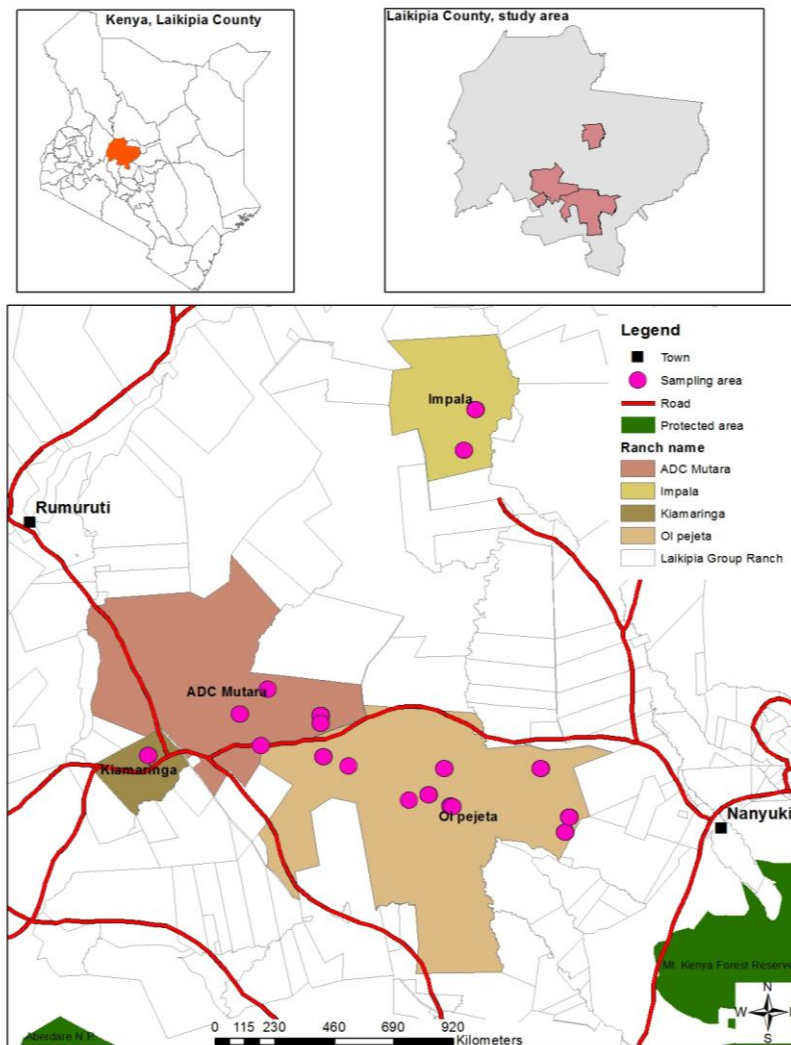 Kenya, Laikipia County
Laikipia County, study area
Legend
Town
Sampling area
Road
Protected area
Ranch name
ADC Mutara
Impala
Kiamaringa
Ol pejeta
Laikipia Group Ranch
Impala
Rumuruti
ADC Mutara
Kiamaringa
Ol pejeta
Nanyuki
Mt. Kenya Forest Reserve
Aberdare N.P.
N
W
S
0 115 230 460 690 920
Kilometers